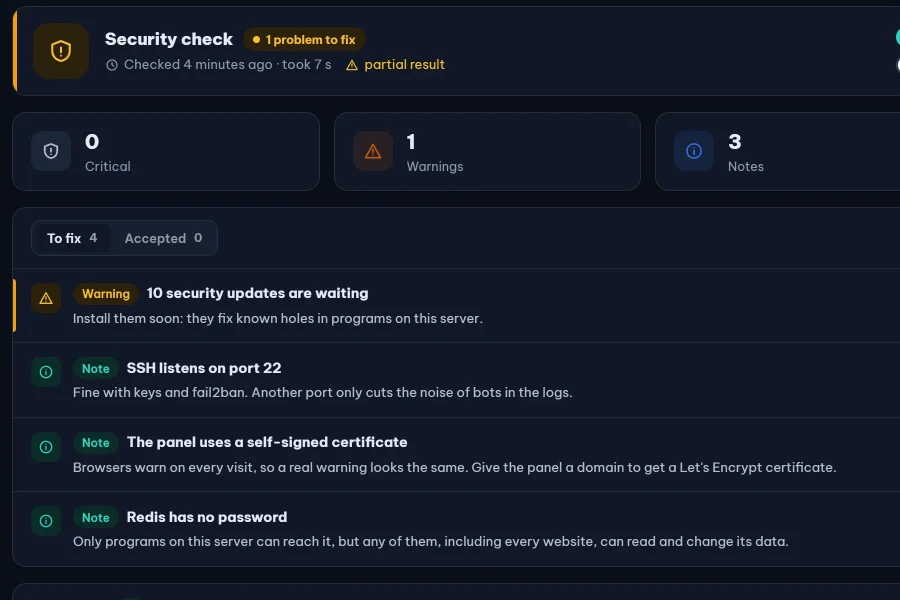 Security check 1 problem to fix
Checked 4 minutes ago · took 7 s partial result
0
Critical
1
Warnings
3
Notes
To fix 4 Accepted 0
Warning 10 security updates are waiting
Install them soon: they fix known holes in programs on this server.
Note SSH listens on port 22
Fine with keys and fail2ban. Another port only cuts the noise of bots in the logs.
Note The panel uses a self-signed certificate
Browsers warn on every visit, so a real warning looks the same. Give the panel a domain to get a Let's Encrypt certificate.
Note Redis has no password
Only programs on this server can reach it, but any of them, including every website, can read and change its data.